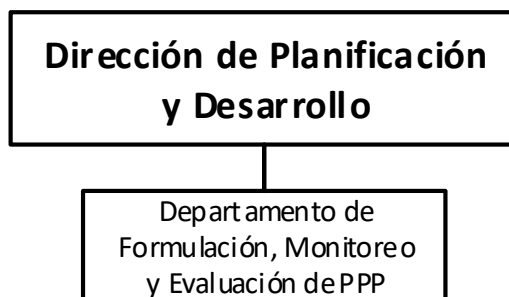 Dirección de Planificación
y Desarrollo
Departamento de
Formulación, Monitoreo
y Evaluación de PPP